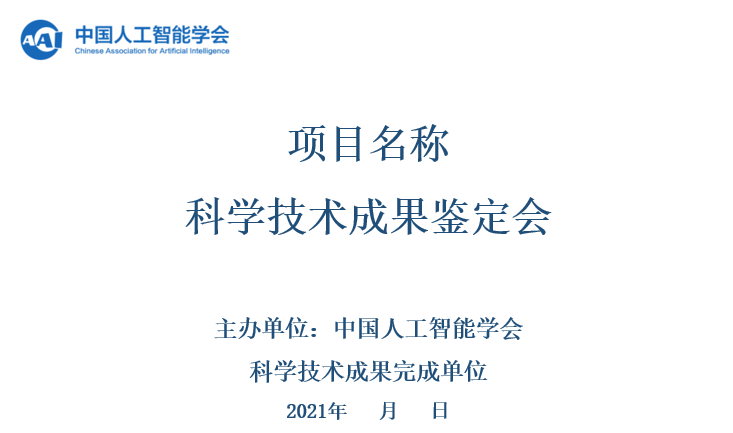 CAAI 中国人工智能学会
Chinese Association for Artificial Intelligence
项目名称
科学技术成果鉴定会
主办单位：中国人工智能学会
科学技术成果完成单位
2021年 月 日